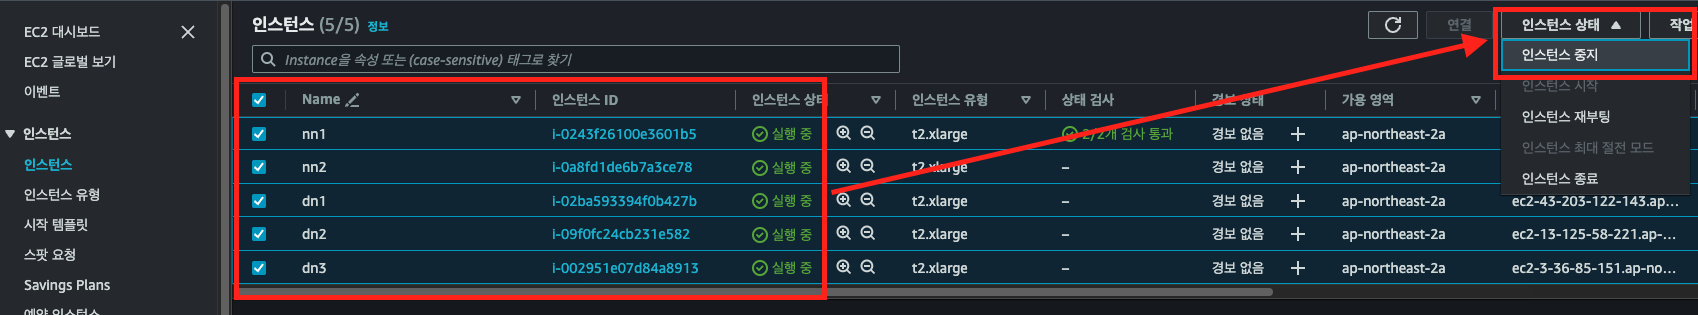 EC2 대시보드
EC2 글로벌 보기
이벤트
인스턴스
인스턴스
인스턴스 유형
시작 템플릿
스팟 요청
Savings Plans
예약 인스턴스
인스턴스 (5/5) 정보
연결 인스턴스 상태 작업
Instance을 속성 또는 (case-sensitive) 태그로 찾기
인스턴스 중지
인스턴스 시작
인스턴스 재부팅
인스턴스 최대 절전 모드
인스턴스 종료
Name 인스턴스 ID 인스턴스 상태 인스턴스 유형 상태 검사 경보 상태 가용 영역
nn1 i-0243f26100e3601b5 실행 중 t2.xlarge 2/2개 검사 통과 경보 없음 ap-northeast-2a
nn2 i-0a8fd1de6b7a3ce78 실행 중 t2.xlarge – 경보 없음 ap-northeast-2a
dn1 i-02ba593394f0b427b 실행 중 t2.xlarge – 경보 없음 ap-northeast-2a ec2-43-203-122-143.ap...
dn2 i-09f0fc24cb231e582 실행 중 t2.xlarge – 경보 없음 ap-northeast-2a ec2-13-125-58-221.ap-...
dn3 i-002951e07d84a8913 실행 중 t2.xlarge – 경보 없음 ap-northeast-2a ec2-3-36-85-151.ap-no...